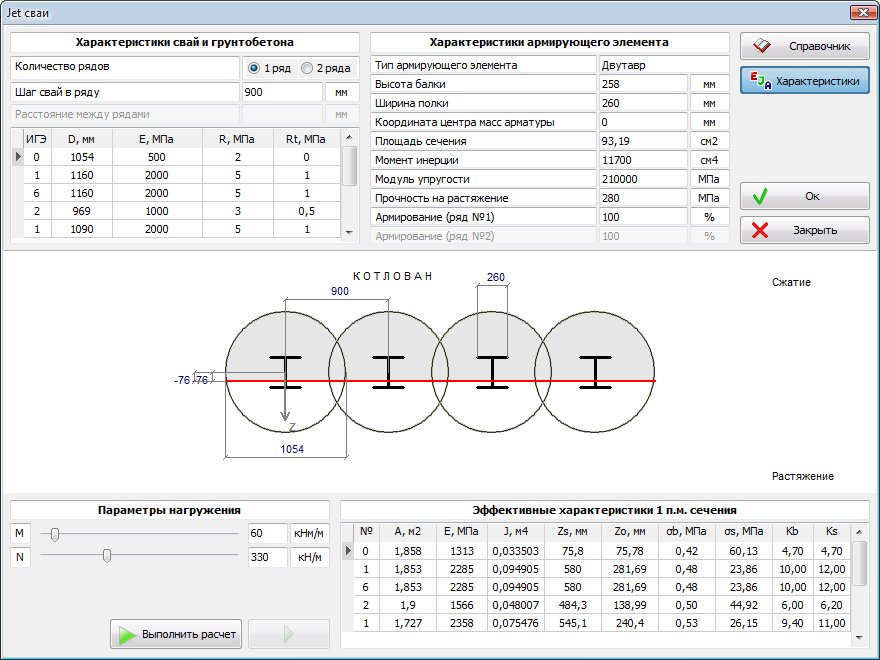 Jet сваи
Характеристики свай и грунтобетона
Количество рядов 1 ряд 2 ряда
Шаг свай в ряду 900 мм
Расстояние между рядами мм
ИГЭ D, мм E, МПа R, МПа Rt, МПа
0 1054 500 2 0
1 1160 2000 5 1
6 1160 2000 5 1
2 969 1000 3 0,5
1 1090 2000 5 1
Характеристики армирующего элемента
Тип армирующего элемента Двутавр
Высота балки 258 мм
Ширина полки 260 мм
Координата центра масс арматуры 0 мм
Площадь сечения 93,19 см2
Момент инерции 11700 см4
Модуль упругости 210000 МПа
Прочность на растяжение 280 МПа
Армирование (ряд №1) 100 %
Армирование (ряд №2) 100 %
Справочник
EJA Характеристики
Ок
Закрыть
КОТЛОВАН
260
900
Сжатие
-76 76
Z
1054
Растяжение
Параметры нагружения
M 60 кНм/м
N 330 кН/м
Выполнить расчет
Эффективные характеристики 1 п.м. сечения
№ A, м2 E, МПа J, м4 Zs, мм Zo, мм σb, МПа σs, МПа Kb Ks
0 1,858 1313 0,033503 75,8 75,78 0,42 60,13 4,70 4,70
1 1,853 2285 0,094905 580 281,69 0,48 23,86 10,00 12,00
6 1,853 2285 0,094905 580 281,69 0,48 23,86 10,00 12,00
2 1,9 1566 0,048007 484,3 138,99 0,50 44,92 6,00 6,20
1 1,727 2358 0,075476 545,1 240,4 0,53 26,15 9,40 11,00